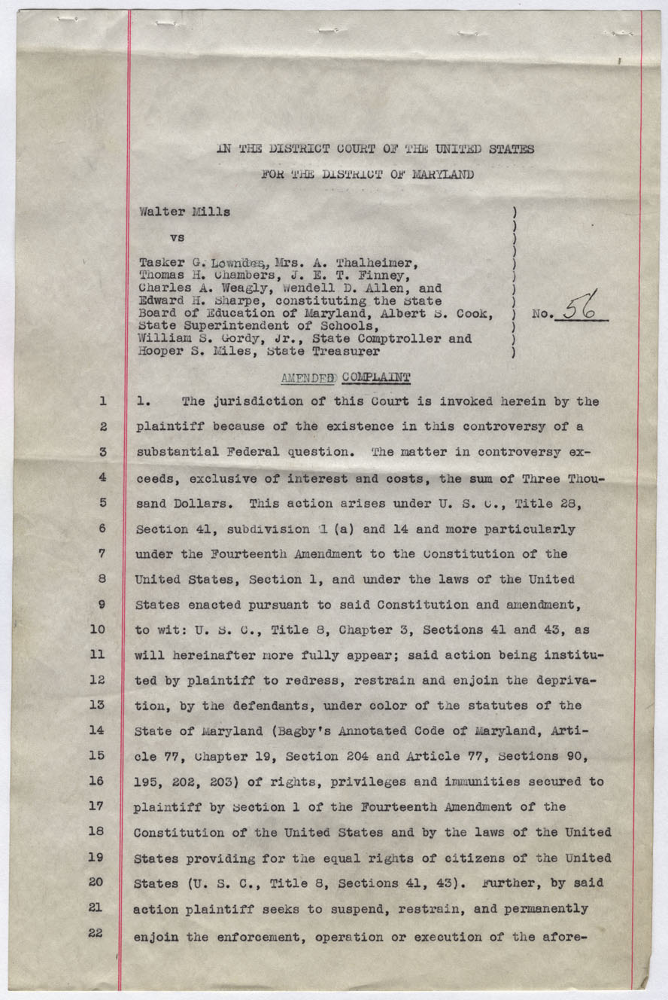 IN THE DISTRICT COURT OF THE UNITED STATES
FOR THE DISTRICT OF MARYLAND
Walter Mills )
)
vs )
)
Tasker G. Lowndes, Mrs. A. Thalheimer, )
Thomas H. Chambers, J. E. T. Finney, )
Charles A. Weagly, Wendell D. Allen, and )
Edward H. Sharpe, constituting the State )
Board of Education of Maryland, Albert S. Cook, ) No. 56
State Superintendent of Schools, )
William S. Gordy, Jr., State Comptroller and )
Hooper S. Miles, State Treasurer )
AMENDED COMPLAINT
1 1. The jurisdiction of this Court is invoked herein by the
2 plaintiff because of the existence in this controversy of a
3 substantial Federal question. The matter in controversy ex-
4 ceeds, exclusive of interest and costs, the sum of Three Thou-
5 sand Dollars. This action arises under U. S. C., Title 28,
6 Section 41, subdivision 1 (a) and 14 and more particularly
7 under the Fourteenth Amendment to the Constitution of the
8 United States, Section 1, and under the laws of the United
9 States enacted pursuant to said Constitution and amendment,
10 to wit: U. S. C., Title 8, Chapter 3, Sections 41 and 43, as
11 will hereinafter more fully appear; said action being institu-
12 ted by plaintiff to redress, restrain and enjoin the depriva-
13 tion, by the defendants, under color of the statutes of the
14 State of Maryland (Bagby's Annotated Code of Maryland, Arti-
15 cle 77, Chapter 19, Section 204 and Article 77, Sections 90,
16 195, 202, 203) of rights, privileges and immunities secured to
17 plaintiff by Section 1 of the Fourteenth Amendment of the
18 Constitution of the United States and by the laws of the United
19 States providing for the equal rights of citizens of the United
20 States (U. S. C., Title 8, Sections 41, 43). Further, by said
21 action plaintiff seeks to suspend, restrain, and permanently
22 enjoin the enforcement, operation or execution of the afore-